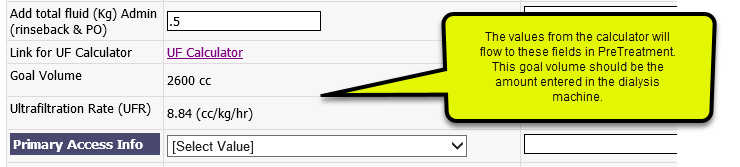 Add total fluid (Kg) Admin
(rinseback & PO)
.5
Link for UF Calculator
UF Calculator
Goal Volume
2600 cc
Ultrafiltration Rate (UFR)
8.84 (cc/kg/hr)
Primary Access Info
[Select Value]
The values from the calculator will
flow to these fields in PreTreatment.
This goal volume should be the
amount entered in the dialysis
machine.